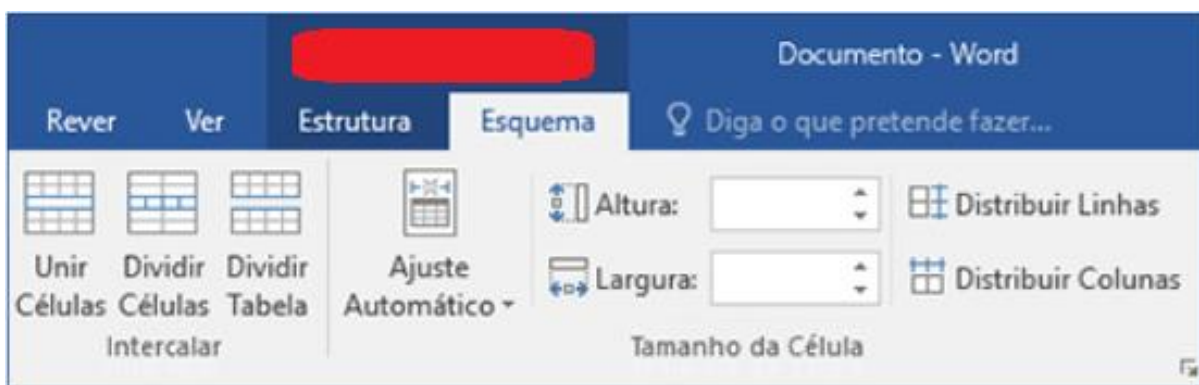 Documento - Word
Rever Ver Estrutura Esquema Diga o que pretende fazer...
Unir Células
Dividir Células
Dividir Tabela
Intercalar
Ajuste Automático
Altura:
Largura:
Distribuir Linhas
Distribuir Colunas
Tamanho da Célula